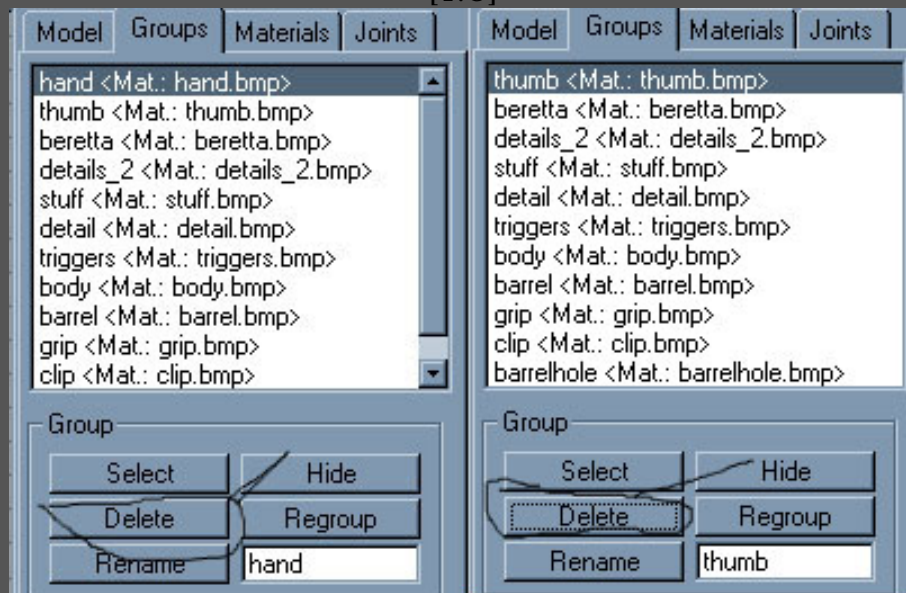 Model Groups Materials Joints
hand <Mat.: hand.bmp>
thumb <Mat.: thumb.bmp>
beretta <Mat.: beretta.bmp>
details_2 <Mat.: details_2.bmp>
stuff <Mat.: stuff.bmp>
detail <Mat.: detail.bmp>
triggers <Mat.: triggers.bmp>
body <Mat.: body.bmp>
barrel <Mat.: barrel.bmp>
grip <Mat.: grip.bmp>
clip <Mat.: clip.bmp>
Group
Select Hide
Delete Regroup
Rename hand
Model Groups Materials Joints
thumb <Mat.: thumb.bmp>
beretta <Mat.: beretta.bmp>
details_2 <Mat.: details_2.bmp>
stuff <Mat.: stuff.bmp>
detail <Mat.: detail.bmp>
triggers <Mat.: triggers.bmp>
body <Mat.: body.bmp>
barrel <Mat.: barrel.bmp>
grip <Mat.: grip.bmp>
clip <Mat.: clip.bmp>
barrelhole <Mat.: barrelhole.bmp>
Group
Select Hide
Delete Regroup
Rename thumb